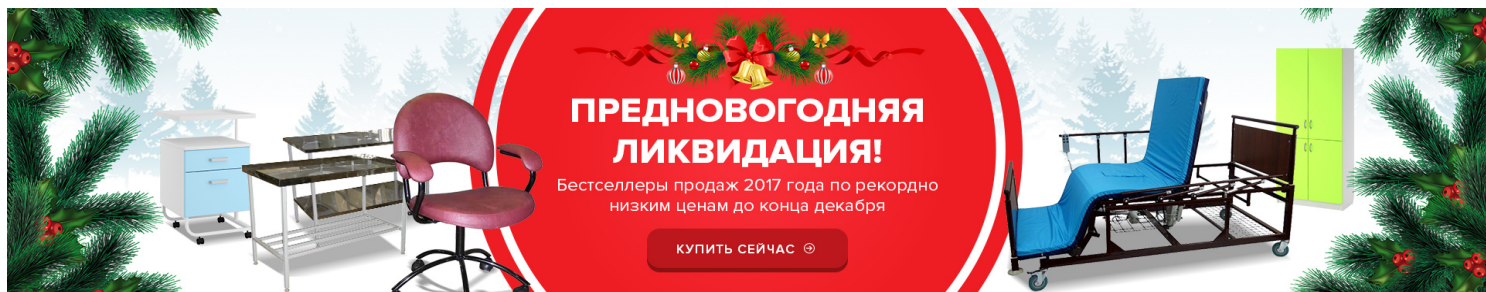 ПРЕДНОВОГОДНЯЯ
ЛИКВИДАЦИЯ!
Бестселлеры продаж 2017 года по рекордно
низким ценам до конца декабря
КУПИТЬ СЕЙЧАС